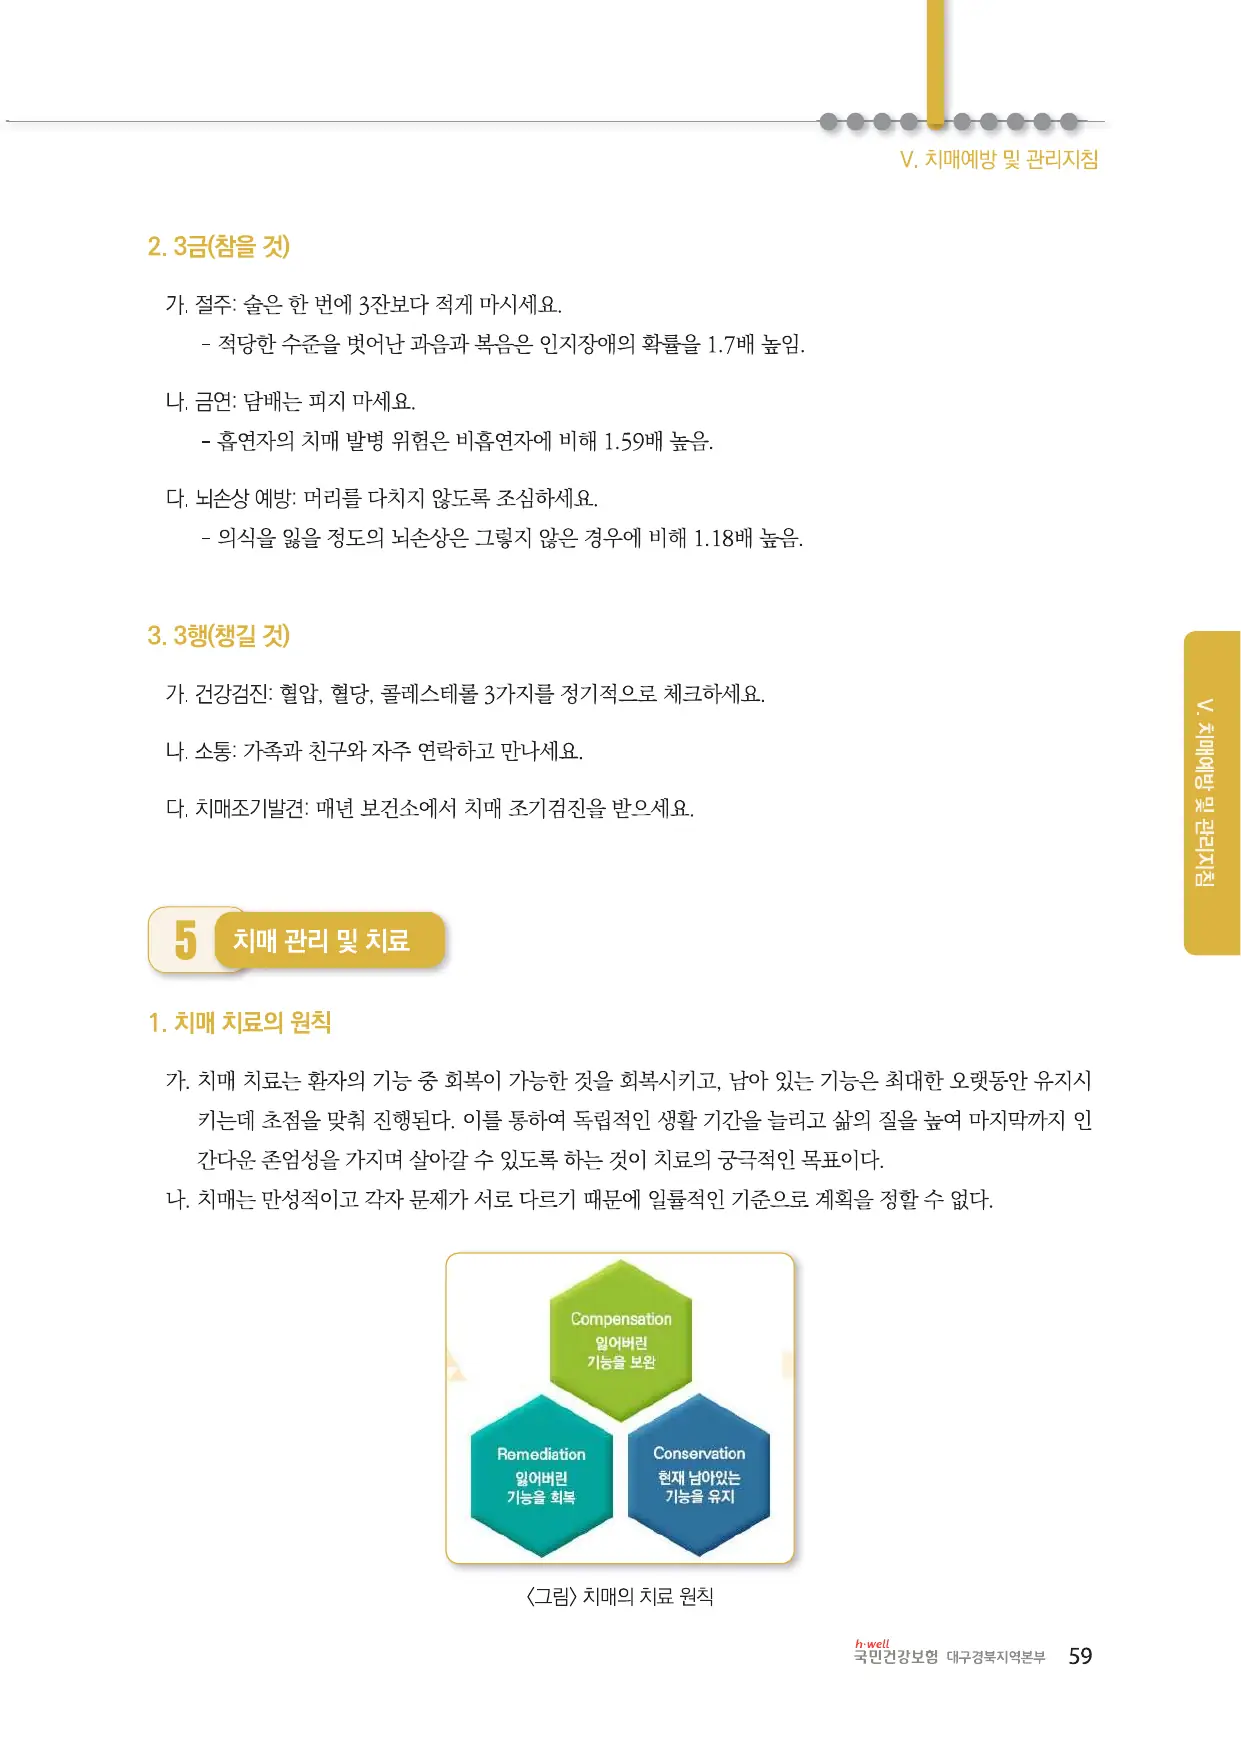 V. 치매예방 및 관리지침
2. 3금(참을 것)
가. 절주: 술은 한 번에 3잔보다 적게 마시세요.
- 적당한 수준을 벗어난 과음과 폭음은 인지장애의 확률을 1.7배 높임.
나. 금연: 담배는 피지 마세요.
- 흡연자의 치매 발병 위험은 비흡연자에 비해 1.59배 높음.
다. 뇌손상 예방: 머리를 다치지 않도록 조심하세요.
- 의식을 잃을 정도의 뇌손상은 그렇지 않은 경우에 비해 1.18배 높음.
3. 3행(챙길 것)
가. 건강검진: 혈압, 혈당, 콜레스테롤 3가지를 정기적으로 체크하세요.
나. 소통: 가족과 친구와 자주 연락하고 만나세요.
다. 치매조기발견: 매년 보건소에서 치매 조기검진을 받으세요.
V. 치매예방 및 관리지침
5 치매 관리 및 치료
1. 치매 치료의 원칙
가. 치매 치료는 환자의 기능 중 회복이 가능한 것을 회복시키고, 남아 있는 기능은 최대한 오랫동안 유지시
키는데 초점을 맞춰 진행된다. 이를 통하여 독립적인 생활 기간을 늘리고 삶의 질을 높여 마지막까지 인
간다운 존엄성을 가지며 살아갈 수 있도록 하는 것이 치료의 궁극적인 목표이다.
나. 치매는 만성적이고 각자 문제가 서로 다르기 때문에 일률적인 기준으로 계획을 정할 수 없다.
Compensation
잃어버린
기능을 보완
Remediation
잃어버린
기능을 회복
Conservation
현재 남아있는
기능을 유지
〈그림〉 치매의 치료 원칙
h·well
국민건강보험 대구경북지역본부 59